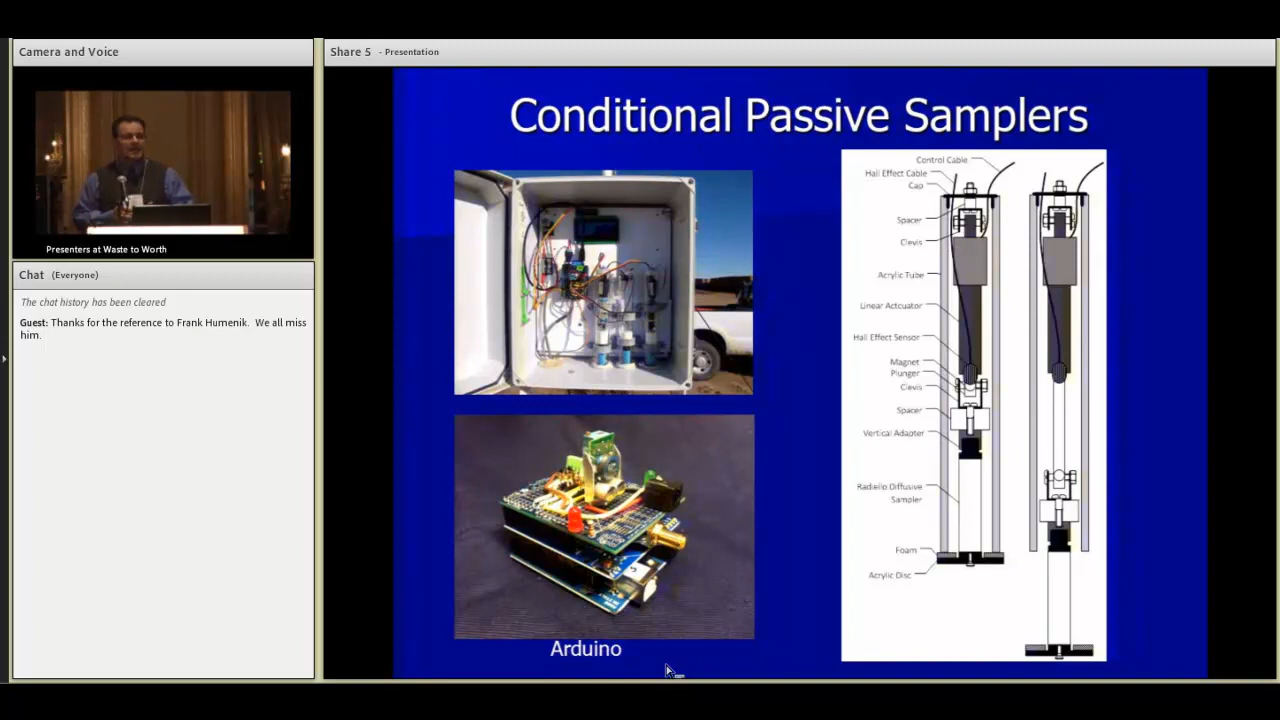 Camera and Voice
Share 5 - Presentation
Presenters at Waste to Worth
Chat (Everyone)
The chat history has been cleared
Guest: Thanks for the reference to Frank Humenik. We all miss
him.
Conditional Passive Samplers
Arduino
Control Cable
Hall Effect Cable
Cap
Spacer
Clevis
Acrylic Tube
Linear Actcuator
Hall Effect Sensor
Magnet
Plunger
Clevis
Spacer
Vertical Adapter
Radiello Diffusive
Sampler
Foam
Acrylic Disc